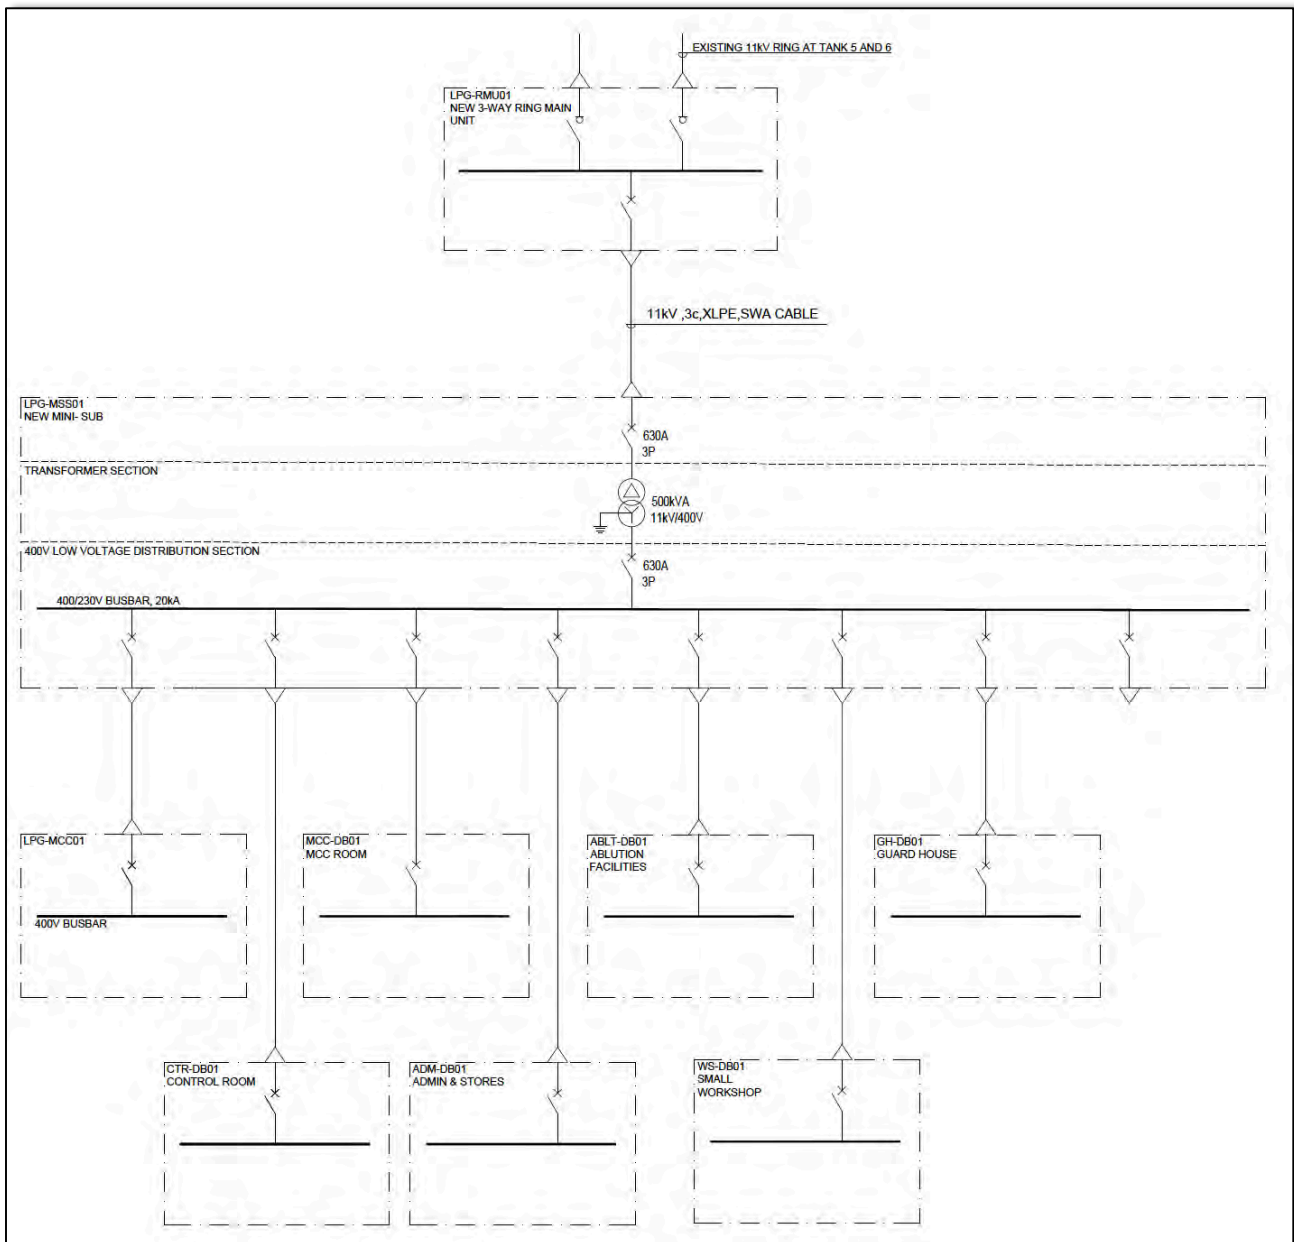 EXISTING 11kV RING AT TANK 5 AND 6
LPG-RMU01
NEW 3-WAY RING MAIN
UNIT
11kV ,3c,XLPE,SWA CABLE
LPG-MSS01
NEW MINI- SUB
630A
3P
TRANSFORMER SECTION
500kVA
11kV/400V
400V LOW VOLTAGE DISTRIBUTION SECTION
630A
3P
400/230V BUSBAR, 20kA
LPG-MCC01
400V BUSBAR
MCC-DB01
MCC ROOM
ABLT-DB01
ABLUTION
FACILITIES
GH-DB01
GUARD HOUSE
CTR-DB01
CONTROL ROOM
ADM-DB01
ADMIN & STORES
WS-DB01
SMALL
WORKSHOP